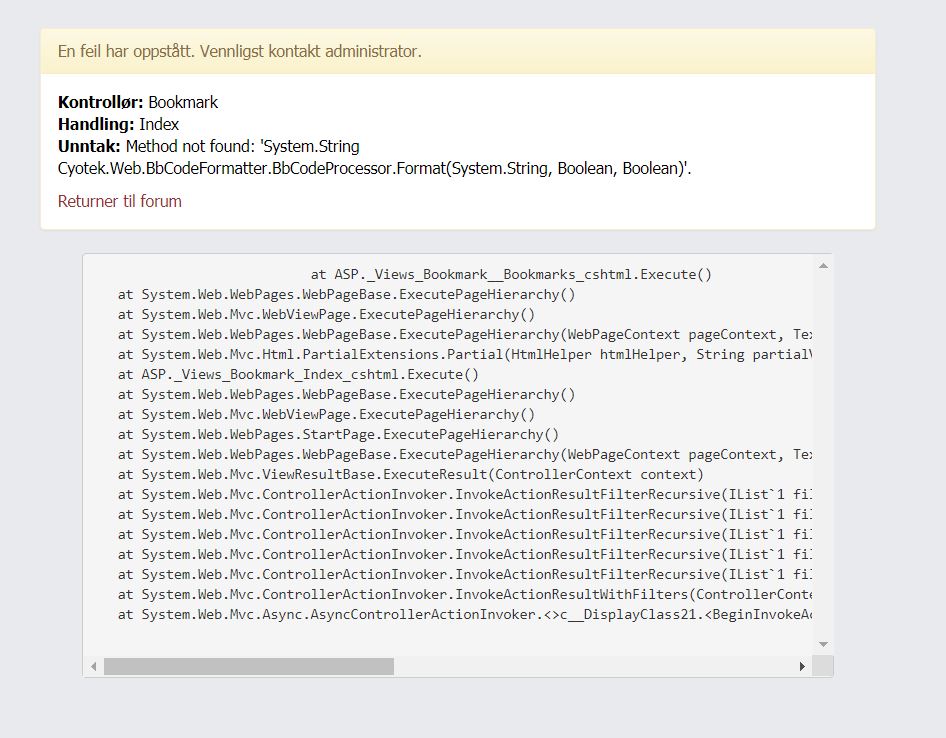 En feil har oppstått. Vennligst kontakt administrator.
Kontrollør: Bookmark
Handling: Index
Unntak: Method not found: 'System.String
Cyotek.Web.BbCodeFormatter.BbCodeProcessor.Format(System.String, Boolean, Boolean)'.
Returner til forum
at ASP._Views_Bookmark__Bookmarks_cshtml.Execute()
at System.Web.WebPages.WebPageBase.ExecutePageHierarchy()
at System.Web.Mvc.WebViewPage.ExecutePageHierarchy()
at System.Web.WebPages.WebPageBase.ExecutePageHierarchy(WebPageContext pageContext, Tex
at System.Web.Mvc.Html.PartialExtensions.Partial(HtmlHelper htmlHelper, String partialV
at ASP._Views_Bookmark_Index_cshtml.Execute()
at System.Web.WebPages.WebPageBase.ExecutePageHierarchy()
at System.Web.Mvc.WebViewPage.ExecutePageHierarchy()
at System.Web.WebPages.StartPage.ExecutePageHierarchy()
at System.Web.WebPages.WebPageBase.ExecutePageHierarchy(WebPageContext pageContext, Tex
at System.Web.Mvc.ViewResultBase.ExecuteResult(ControllerContext context)
at System.Web.Mvc.ControllerActionInvoker.InvokeActionResultFilterRecursive(IList`1 fil
at System.Web.Mvc.ControllerActionInvoker.InvokeActionResultFilterRecursive(IList`1 fil
at System.Web.Mvc.ControllerActionInvoker.InvokeActionResultFilterRecursive(IList`1 fil
at System.Web.Mvc.ControllerActionInvoker.InvokeActionResultFilterRecursive(IList`1 fil
at System.Web.Mvc.ControllerActionInvoker.InvokeActionResultFilterRecursive(IList`1 fil
at System.Web.Mvc.ControllerActionInvoker.InvokeActionResultWithFilters(ControllerConte
at System.Web.Mvc.Async.AsyncControllerActionInvoker.<>c__DisplayClass21.<BeginInvokeAc